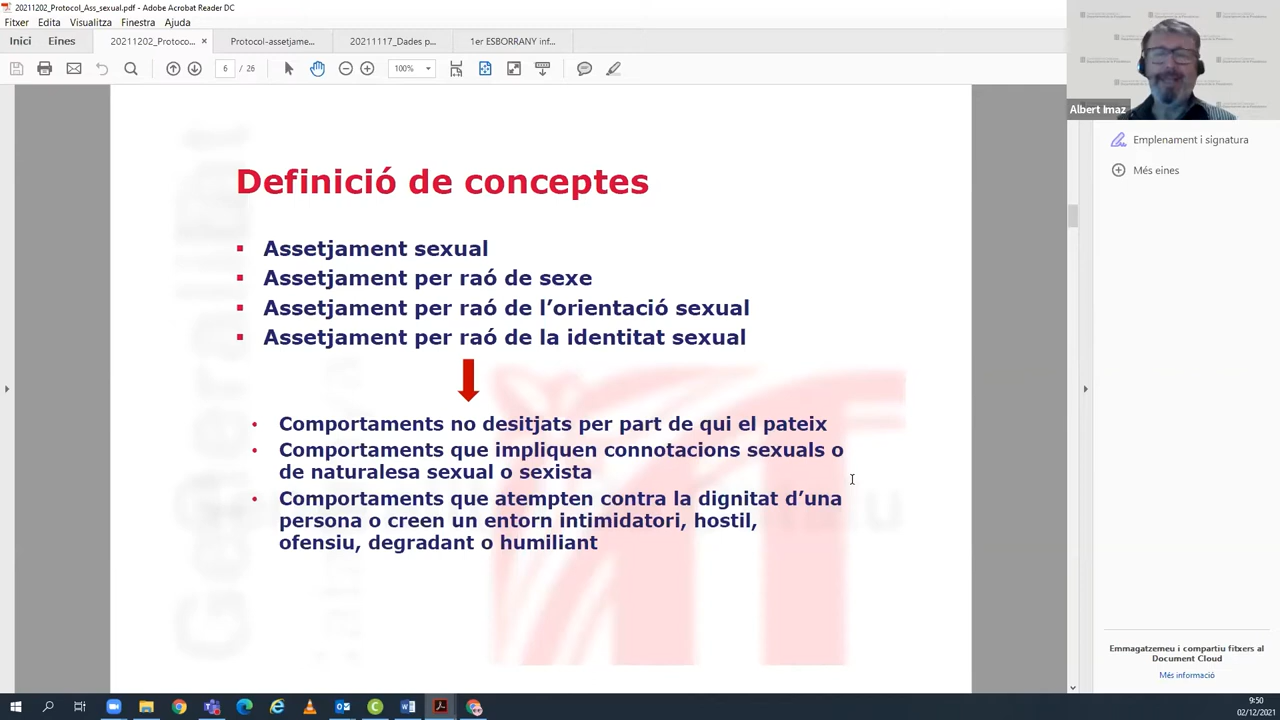 20211202_Protocol_Ass_sexual.pdf - Adobe Acrobat Reader DC
Fitxer Edita Visualitza Finestra Ajuda
Inici Eines 20211202_Protoco... × Protocol-assetjame... 20211117_Dades p... 1er ESBORRANY inf...
6 / 26 100%
Albert Imaz
Emplenament i signatura
Més eines
Definició de conceptes
Assetjament sexual
Assetjament per raó de sexe
Assetjament per raó de l’orientació sexual
Assetjament per raó de la identitat sexual
Comportaments no desitjats per part de qui el pateix
Comportaments que impliquen connotacions sexuals o
de naturalesa sexual o sexista
Comportaments que atempten contra la dignitat d’una
persona o creen un entorn intimidatori, hostil,
ofensiu, degradant o humiliant
Emmagatzemeu i compartiu fitxers al
Document Cloud
Més informació
9:50
02/12/2021